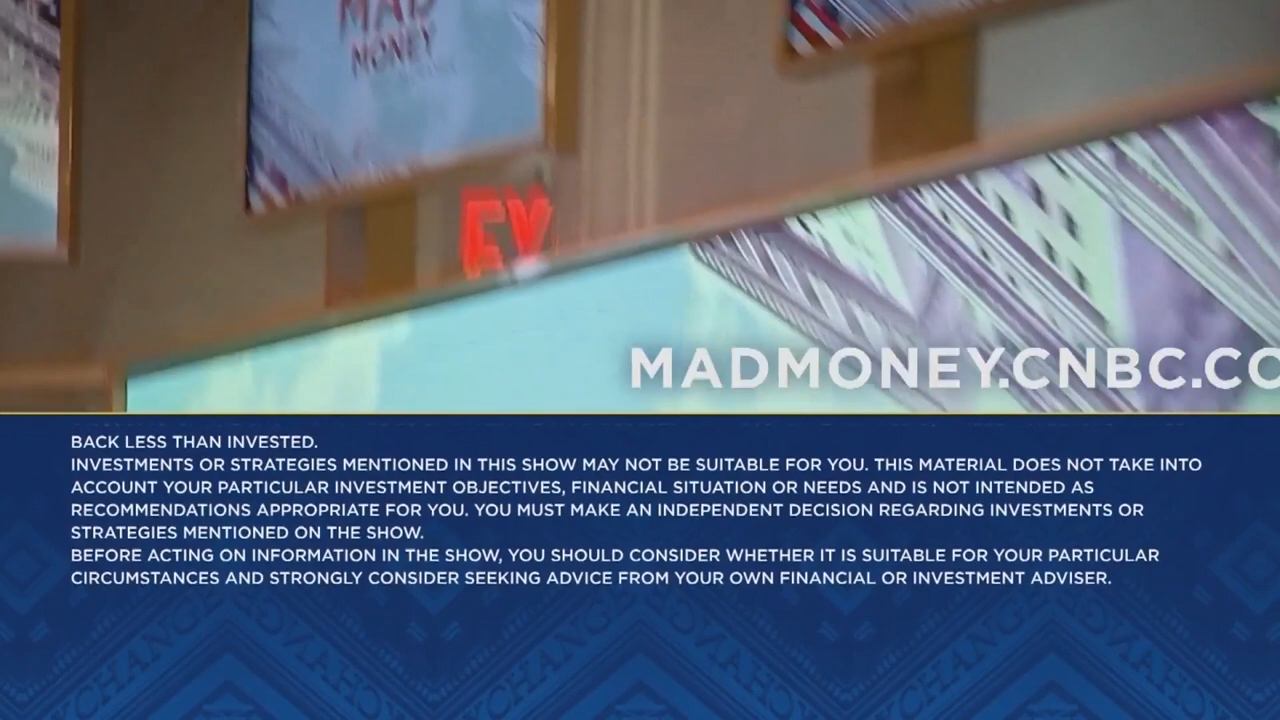 MAD
MONEY
EX
MADMONEY.CNBC.CO
BACK LESS THAN INVESTED.
INVESTMENTS OR STRATEGIES MENTIONED IN THIS SHOW MAY NOT BE SUITABLE FOR YOU. THIS MATERIAL DOES NOT TAKE INTO
ACCOUNT YOUR PARTICULAR INVESTMENT OBJECTIVES, FINANCIAL SITUATION OR NEEDS AND IS NOT INTENDED AS
RECOMMENDATIONS APPROPRIATE FOR YOU. YOU MUST MAKE AN INDEPENDENT DECISION REGARDING INVESTMENTS OR
STRATEGIES MENTIONED ON THE SHOW.
BEFORE ACTING ON INFORMATION IN THE SHOW, YOU SHOULD CONSIDER WHETHER IT IS SUITABLE FOR YOUR PARTICULAR
CIRCUMSTANCES AND STRONGLY CONSIDER SEEKING ADVICE FROM YOUR OWN FINANCIAL OR INVESTMENT ADVISER.